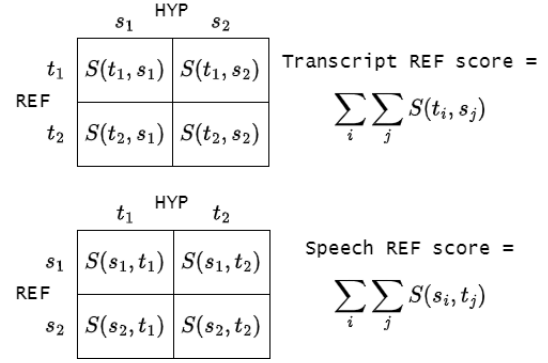 HYP
s₁ s₂
t₁ S(t₁, s₁) S(t₁, s₂)
REF
t₂ S(t₂, s₁) S(t₂, s₂)
Transcript REF score =
∑ᵢ ∑ⱼ S(tᵢ, sⱼ)
HYP
t₁ t₂
s₁ S(s₁, t₁) S(s₁, t₂)
REF
s₂ S(s₂, t₁) S(s₂, t₂)
Speech REF score =
∑ᵢ ∑ⱼ S(sᵢ, tⱼ)